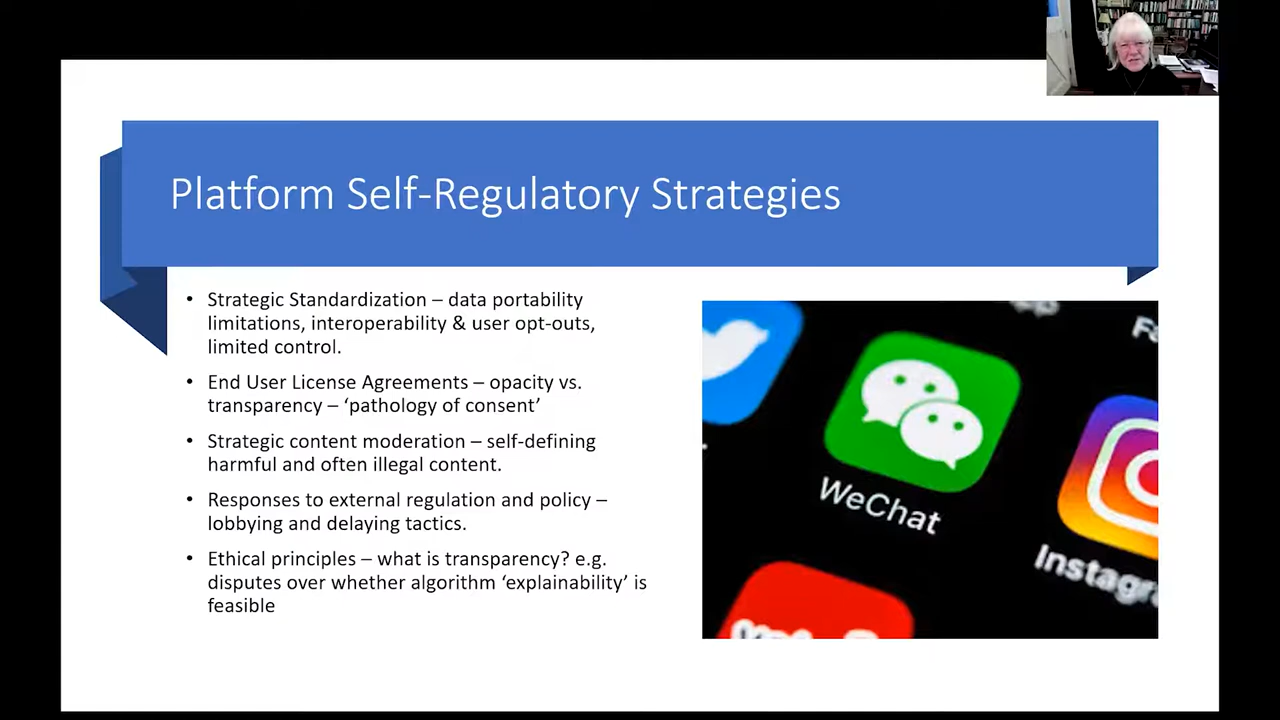 Platform Self-Regulatory Strategies
• Strategic Standardization – data portability
limitations, interoperability & user opt-outs,
limited control.
• End User License Agreements – opacity vs.
transparency – ‘pathology of consent’
• Strategic content moderation – self-defining
harmful and often illegal content.
• Responses to external regulation and policy –
lobbying and delaying tactics.
• Ethical principles – what is transparency? e.g.
disputes over whether algorithm ‘explainability’ is
feasible
WeChat